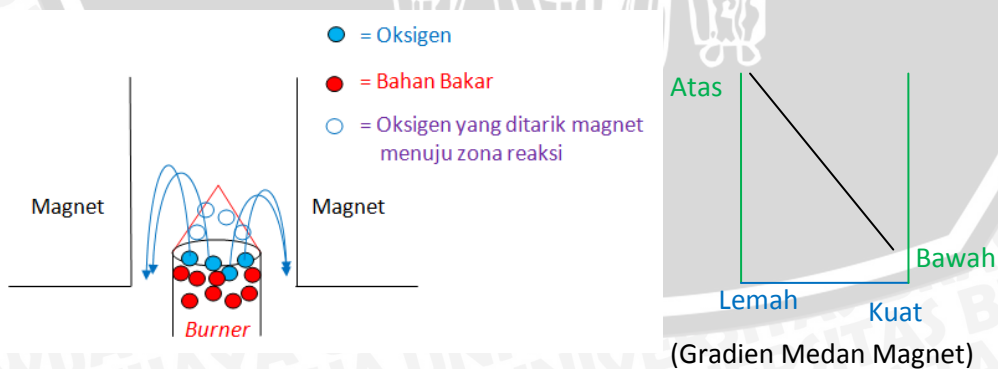 = Oksigen
= Bahan Bakar
= Oksigen yang ditarik magnet
menuju zona reaksi
Magnet
Magnet
Burner
Atas
Bawah
Lemah
Kuat
(Gradien Medan Magnet)